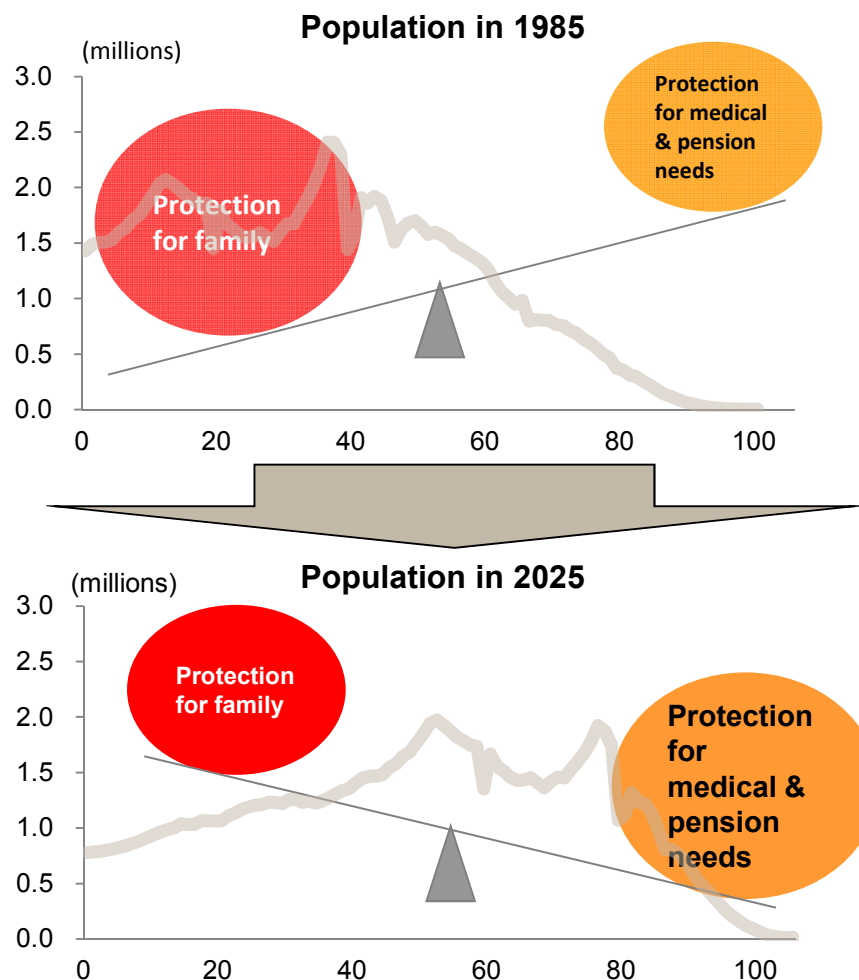 Population in 1985
(millions)
3.0
2.5
2.0
1.5
1.0
0.5
0.0
0 20 40 60 80 100
Protection
for family
Protection
for medical
& pension
needs
Population in 2025
(millions)
3.0
2.5
2.0
1.5
1.0
0.5
0.0
0 20 40 60 80 100
Protection
for family
Protection
for
medical &
pension
needs